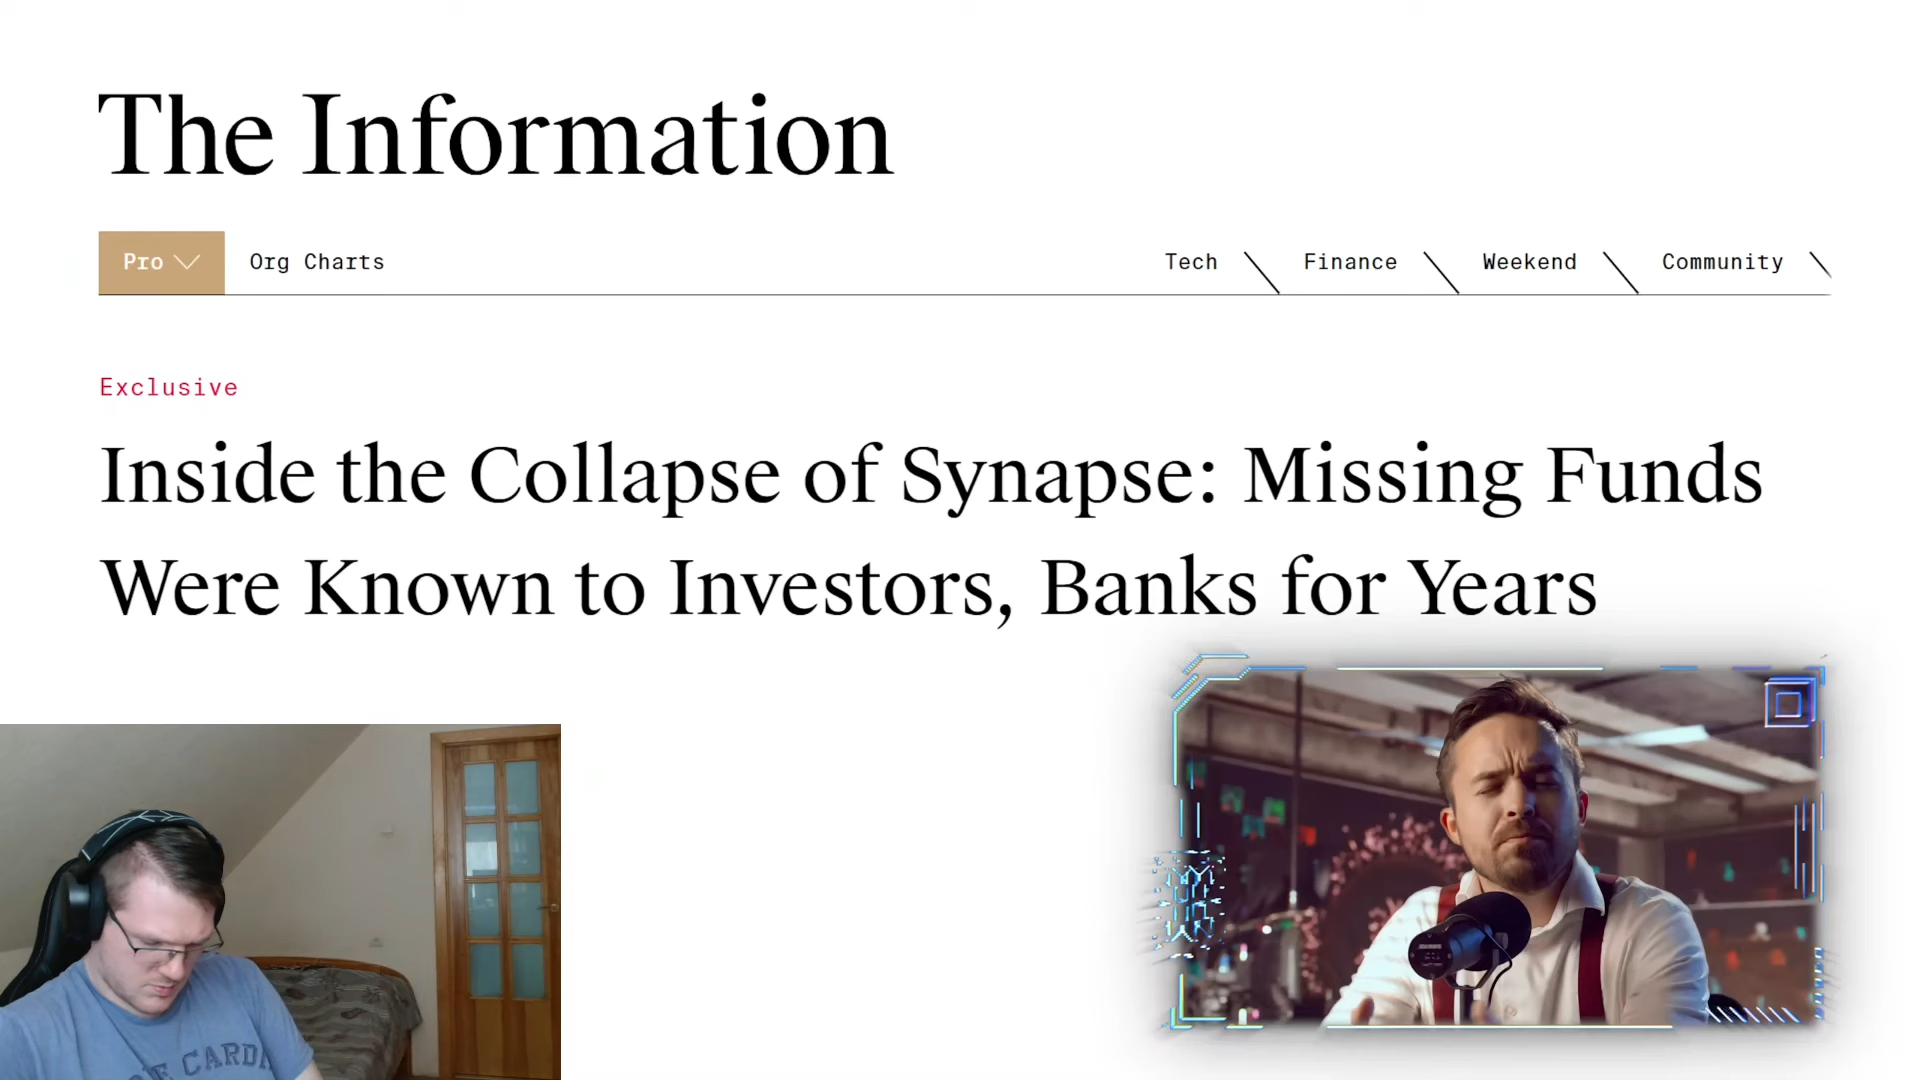 The Information
Pro
Org Charts
Tech
Finance
Weekend
Community
Exclusive
Inside the Collapse of Synapse: Missing Funds
Were Known to Investors, Banks for Years